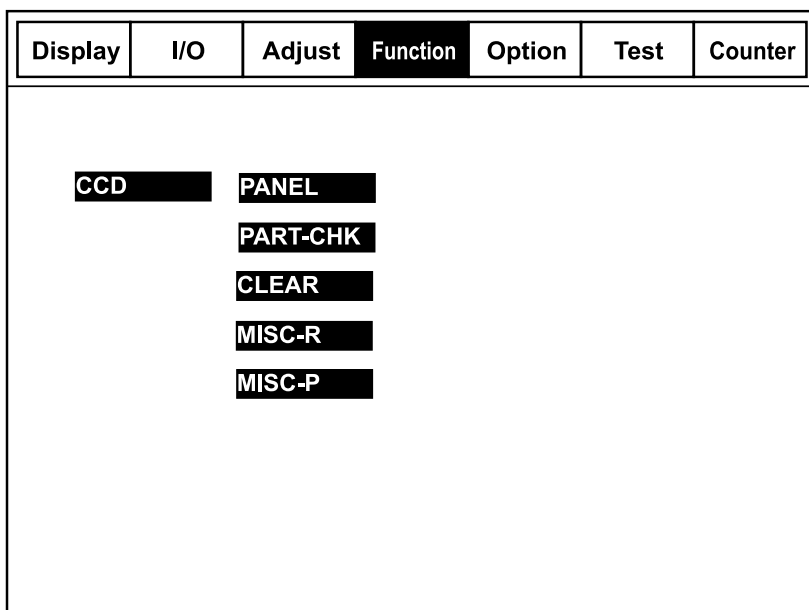 Display I/O Adjust Function Option Test Counter
CCD PANEL
PART-CHK
CLEAR
MISC-R
MISC-P